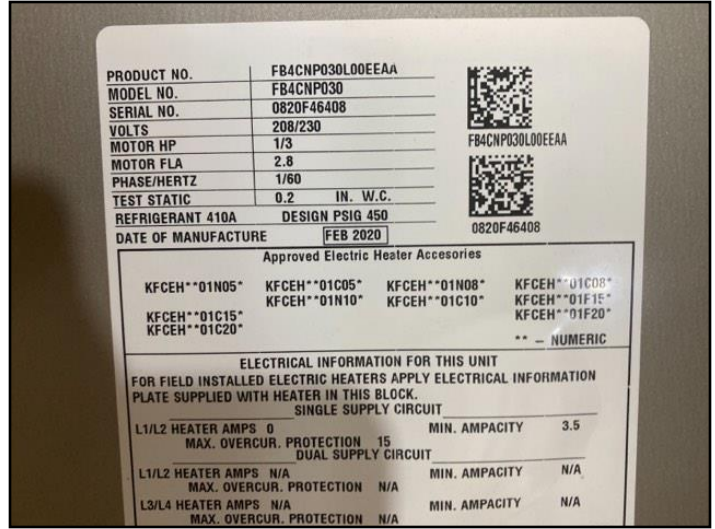 PRODUCT NO. FB4CNP030L00EEAA
MODEL NO. FB4CNP030
SERIAL NO. 0820F46408
VOLTS 208/230
MOTOR HP 1/3
MOTOR FLA 2.8
PHASE/HERTZ 1/60
TEST STATIC 0.2 IN. W.C.
REFRIGERANT 410A DESIGN PSIG 450
DATE OF MANUFACTURE FEB 2020
FB4CNP030L00EEAA
0820F46408
Approved Electric Heater Accesories
KFCEH**01N05* KFCEH**01C05* KFCEH**01N08* KFCEH**01C08*
KFCEH**01N10* KFCEH**01C10* KFCEH**01F15*
KFCEH**01C15* KFCEH**01F20*
KFCEH**01C20*
** – NUMERIC
ELECTRICAL INFORMATION FOR THIS UNIT
FOR FIELD INSTALLED ELECTRIC HEATERS APPLY ELECTRICAL INFORMATION
PLATE SUPPLIED WITH HEATER IN THIS BLOCK.
SINGLE SUPPLY CIRCUIT
L1/L2 HEATER AMPS 0 MIN. AMPACITY 3.5
MAX. OVERCUR. PROTECTION 15
DUAL SUPPLY CIRCUIT
L1/L2 HEATER AMPS N/A MIN. AMPACITY N/A
MAX. OVERCUR. PROTECTION N/A
L3/L4 HEATER AMPS N/A MIN. AMPACITY N/A
MAX. OVERCUR. PROTECTION N/A